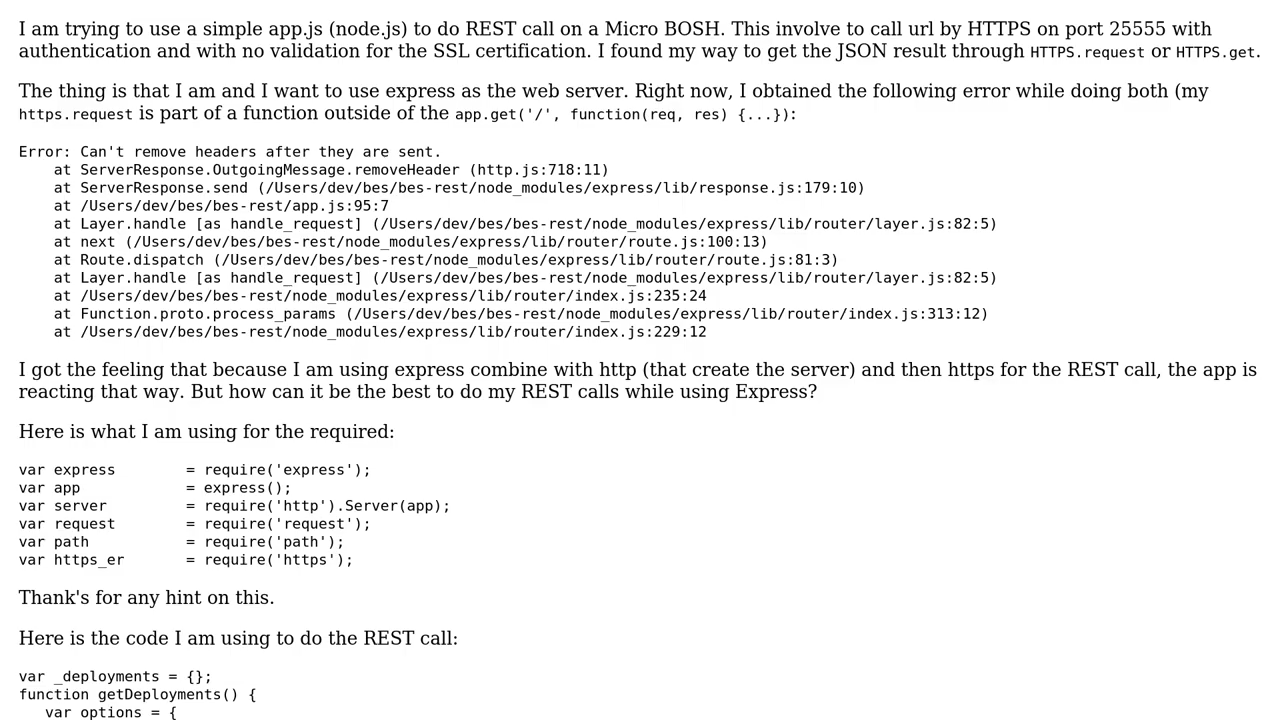 I am trying to use a simple app.js (node.js) to do REST call on a Micro BOSH. This involve to call url by HTTPS on port 25555 with
authentication and with no validation for the SSL certification. I found my way to get the JSON result through HTTPS.request or HTTPS.get.
The thing is that I am and I want to use express as the web server. Right now, I obtained the following error while doing both (my
https.request is part of a function outside of the app.get('/', function(req, res) {...}):
Error: Can't remove headers after they are sent.
    at ServerResponse.OutgoingMessage.removeHeader (http.js:718:11)
    at ServerResponse.send (/Users/dev/bes/bes-rest/node_modules/express/lib/response.js:179:10)
    at /Users/dev/bes/bes-rest/app.js:95:7
    at Layer.handle [as handle_request] (/Users/dev/bes/bes-rest/node_modules/express/lib/router/layer.js:82:5)
    at next (/Users/dev/bes/bes-rest/node_modules/express/lib/router/route.js:100:13)
    at Route.dispatch (/Users/dev/bes/bes-rest/node_modules/express/lib/router/route.js:81:3)
    at Layer.handle [as handle_request] (/Users/dev/bes/bes-rest/node_modules/express/lib/router/layer.js:82:5)
    at /Users/dev/bes/bes-rest/node_modules/express/lib/router/index.js:235:24
    at Function.proto.process_params (/Users/dev/bes/bes-rest/node_modules/express/lib/router/index.js:313:12)
    at /Users/dev/bes/bes-rest/node_modules/express/lib/router/index.js:229:12
I got the feeling that because I am using express combine with http (that create the server) and then https for the REST call, the app is
reacting that way. But how can it be the best to do my REST calls while using Express?
Here is what I am using for the required:
var express        = require('express');
var app            = express();
var server         = require('http').Server(app);
var request        = require('request');
var path           = require('path');
var https_er       = require('https');
Thank's for any hint on this.
Here is the code I am using to do the REST call:
var _deployments = {};
function getDeployments() {
   var options = {